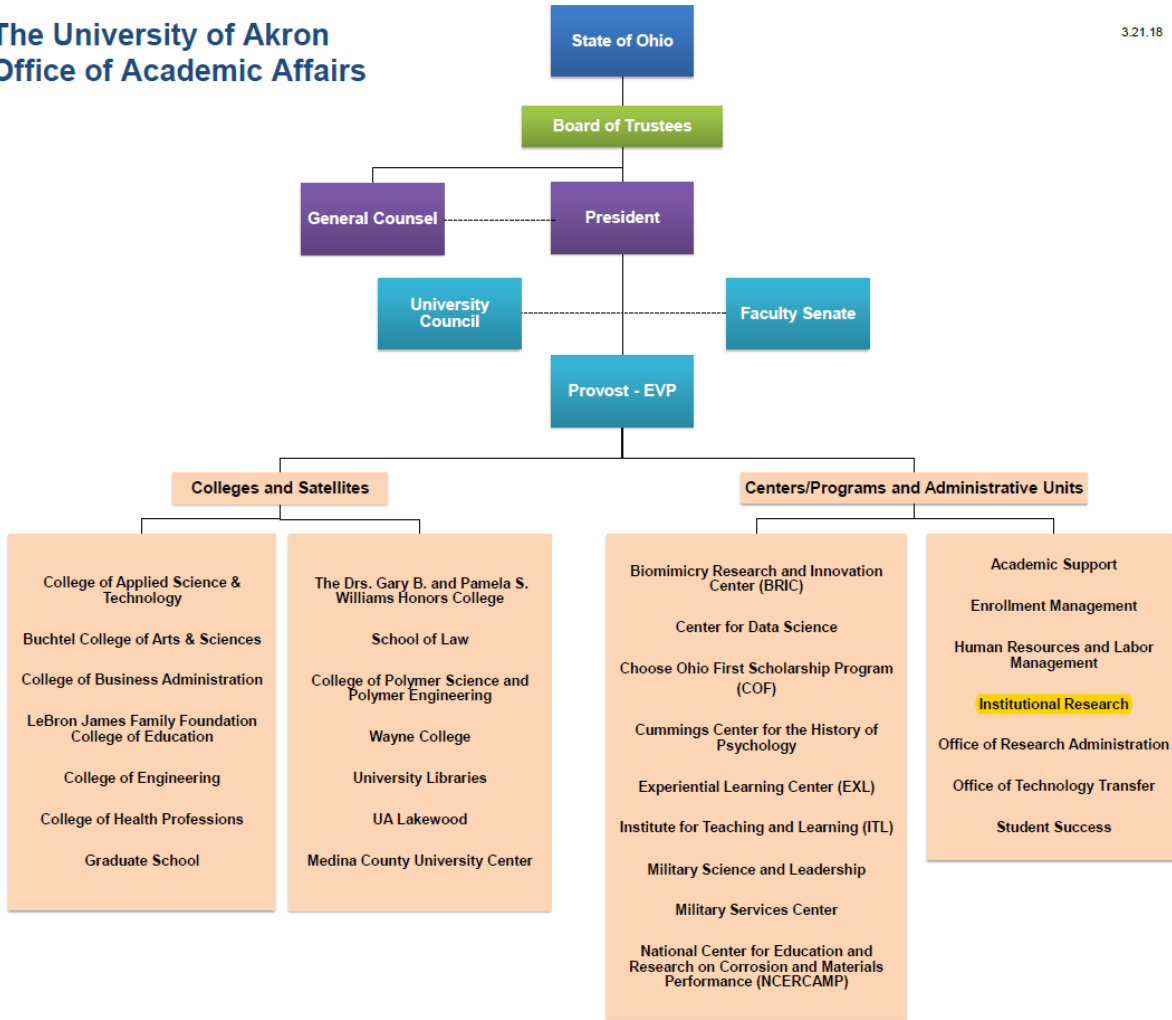 The University of Akron
Office of Academic Affairs
3.21.18
State of Ohio
Board of Trustees
General Counsel
President
University
Council
Faculty Senate
Provost - EVP
Colleges and Satellites
Centers/Programs and Administrative Units
College of Applied Science &
Technology
Buchtel College of Arts & Sciences
College of Business Administration
LeBron James Family Foundation
College of Education
College of Engineering
College of Health Professions
Graduate School
The Drs. Gary B. and Pamela S.
Williams Honors College
School of Law
College of Polymer Science and
Polymer Engineering
Wayne College
University Libraries
UA Lakewood
Medina County University Center
Biomimicry Research and Innovation
Center (BRIC)
Center for Data Science
Choose Ohio First Scholarship Program
(COF)
Cummings Center for the History of
Psychology
Experiential Learning Center (EXL)
Institute for Teaching and Learning (ITL)
Military Science and Leadership
Military Services Center
National Center for Education and
Research on Corrosion and Materials
Performance (NCERCAMP)
Academic Support
Enrollment Management
Human Resources and Labor
Management
Institutional Research
Office of Research Administration
Office of Technology Transfer
Student Success